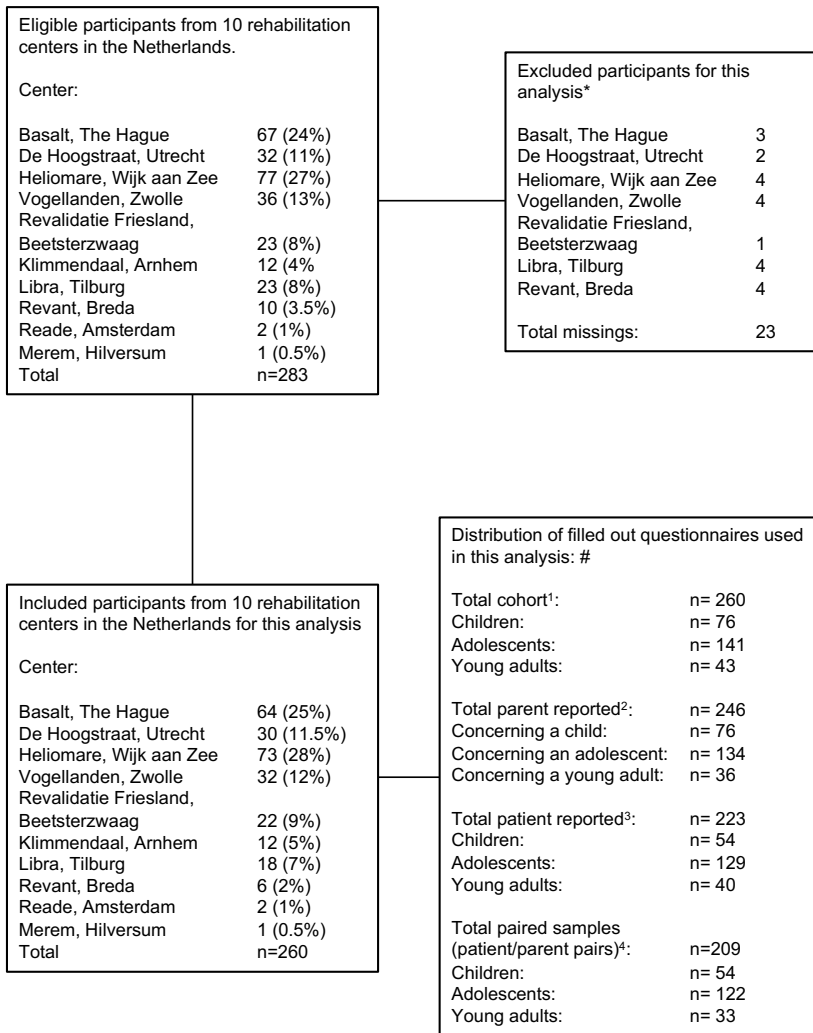 Eligible participants from 10 rehabilitation
centers in the Netherlands.
Center:
Basalt, The Hague 67 (24%)
De Hoogstraat, Utrecht 32 (11%)
Heliomare, Wijk aan Zee 77 (27%)
Vogellanden, Zwolle 36 (13%)
Revalidatie Friesland,
Beetsterzwaag 23 (8%)
Klimmendaal, Arnhem 12 (4%
Libra, Tilburg 23 (8%)
Revant, Breda 10 (3.5%)
Reade, Amsterdam 2 (1%)
Merem, Hilversum 1 (0.5%)
Total n=283
Excluded participants for this
analysis*
Basalt, The Hague 3
De Hoogstraat, Utrecht 2
Heliomare, Wijk aan Zee 4
Vogellanden, Zwolle 4
Revalidatie Friesland,
Beetsterzwaag 1
Libra, Tilburg 4
Revant, Breda 4
Total missings: 23
Included participants from 10 rehabilitation
centers in the Netherlands for this analysis
Center:
Basalt, The Hague 64 (25%)
De Hoogstraat, Utrecht 30 (11.5%)
Heliomare, Wijk aan Zee 73 (28%)
Vogellanden, Zwolle 32 (12%)
Revalidatie Friesland,
Beetsterzwaag 22 (9%)
Klimmendaal, Arnhem 12 (5%)
Libra, Tilburg 18 (7%)
Revant, Breda 6 (2%)
Reade, Amsterdam 2 (1%)
Merem, Hilversum 1 (0.5%)
Total n=260
Distribution of filled out questionnaires used
in this analysis: #
Total cohort¹: n= 260
Children: n= 76
Adolescents: n= 141
Young adults: n= 43
Total parent reported²: n= 246
Concerning a child: n= 76
Concerning an adolescent: n= 134
Concerning a young adult: n= 36
Total patient reported³: n= 223
Children: n= 54
Adolescents: n= 129
Young adults: n= 40
Total paired samples
(patient/parent pairs)⁴: n=209
Children: n= 54
Adolescents: n= 122
Young adults: n= 33